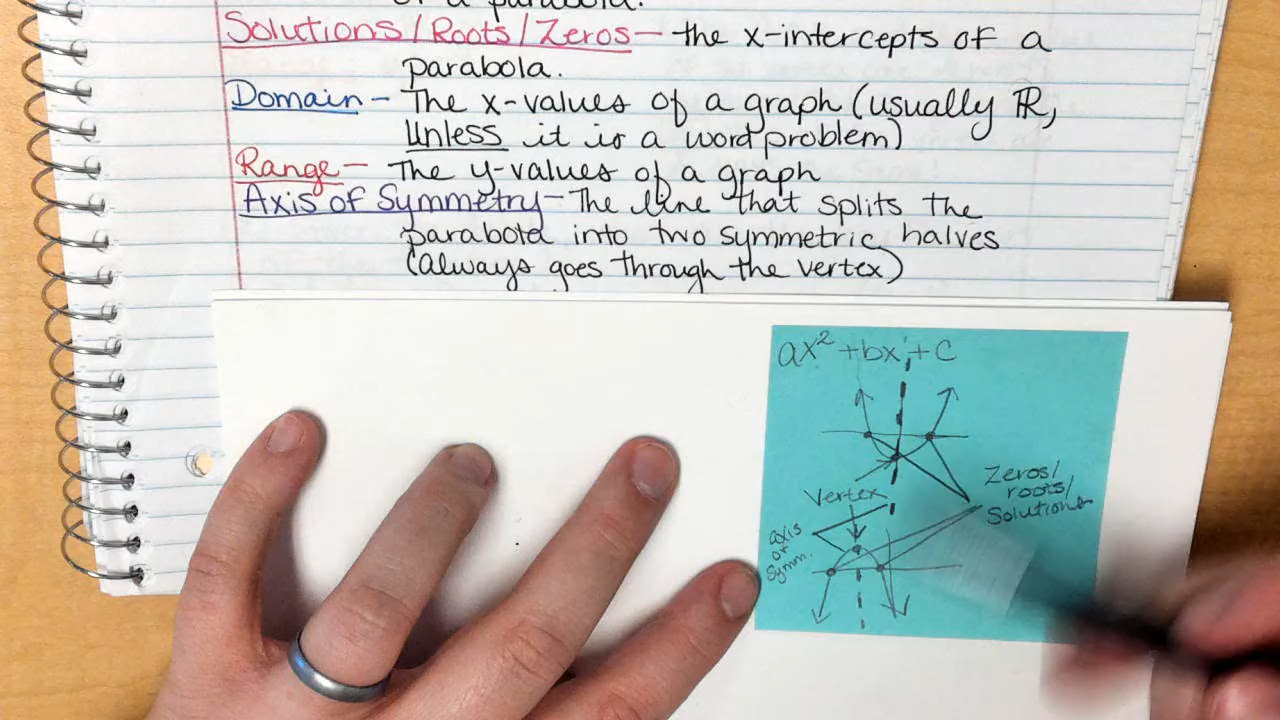 of a parabola.
Solutions/Roots/Zeros- the x-intercepts of a
parabola.
Domain- The x-values of a graph (usually ℝ,
Unless it is a word problem)
Range- The y-values of a graph
Axis of Symmetry- The line that splits the
parabola into two symmetric halves
(always goes through the vertex)
ax² + bx + c
Zeros/
roots/
Solutions
Vertex
axis
of
Symm.